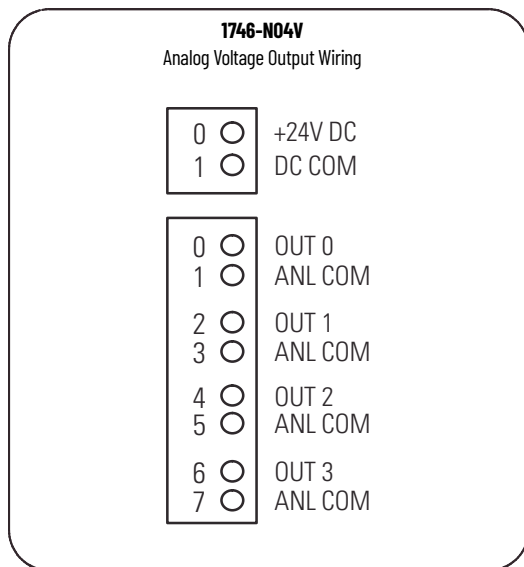 1746-NO4V
Analog Voltage Output Wiring
0 +24V DC
1 DC COM
0 OUT 0
1 ANL COM
2 OUT 1
3 ANL COM
4 OUT 2
5 ANL COM
6 OUT 3
7 ANL COM